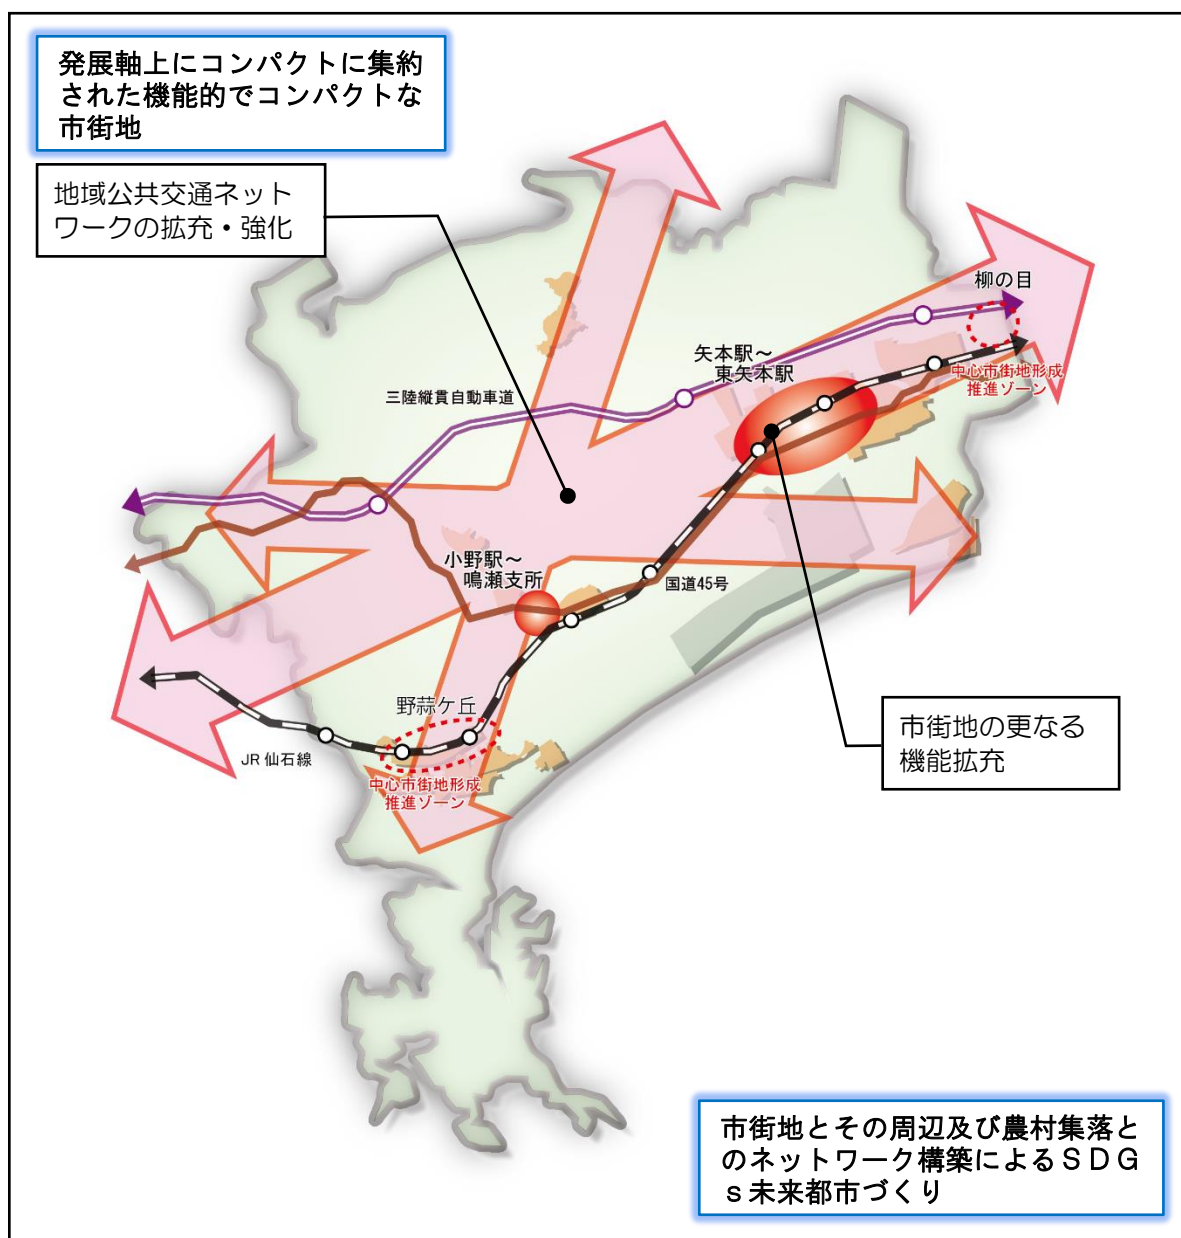 発展軸上にコンパクトに集約
された機能的でコンパクトな
市街地
地域公共交通ネット
ワークの拡充・強化
柳の目
矢本駅～
東矢本駅
中心市街地形成
推進ゾーン
三陸縦貫自動車道
小野駅～
鳴瀬支所
国道45号
野蒜ケ丘
JR 仙石線
中心市街地形成
推進ゾーン
市街地の更なる
機能拡充
市街地とその周辺及び農村集落と
のネットワーク構築によるＳＤＧ
ｓ未来都市づくり